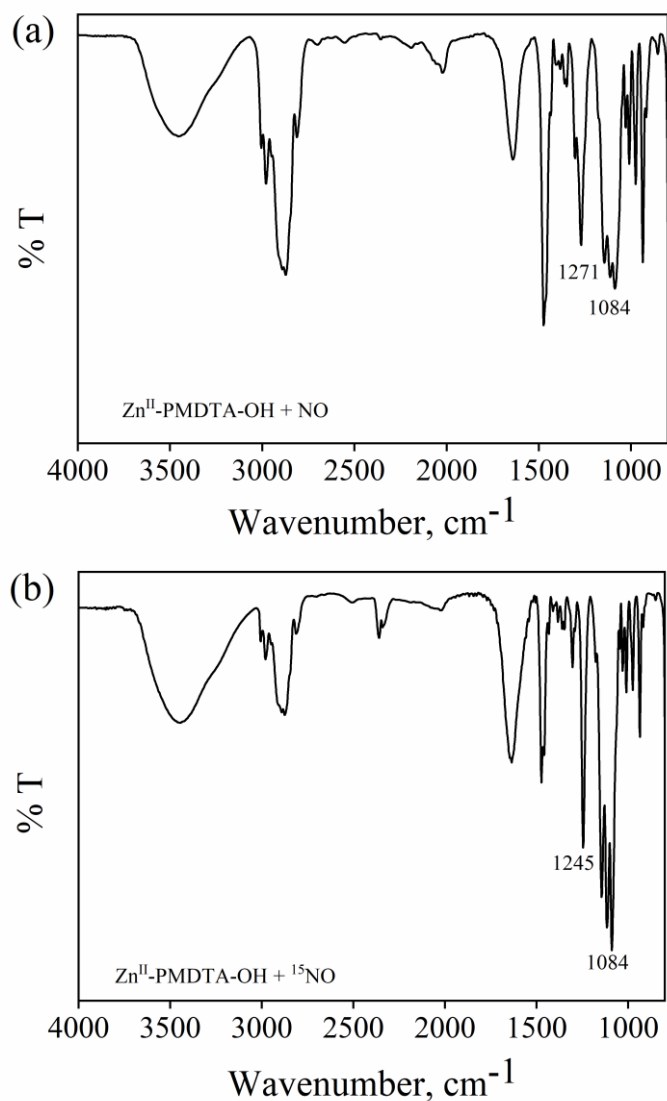 (a)
% T
1271
1084
Zn^II-PMDTA-OH + NO
4000 3500 3000 2500 2000 1500 1000
Wavenumber, cm^-1
(b)
% T
1245
1084
Zn^II-PMDTA-OH + ^15NO
4000 3500 3000 2500 2000 1500 1000
Wavenumber, cm^-1